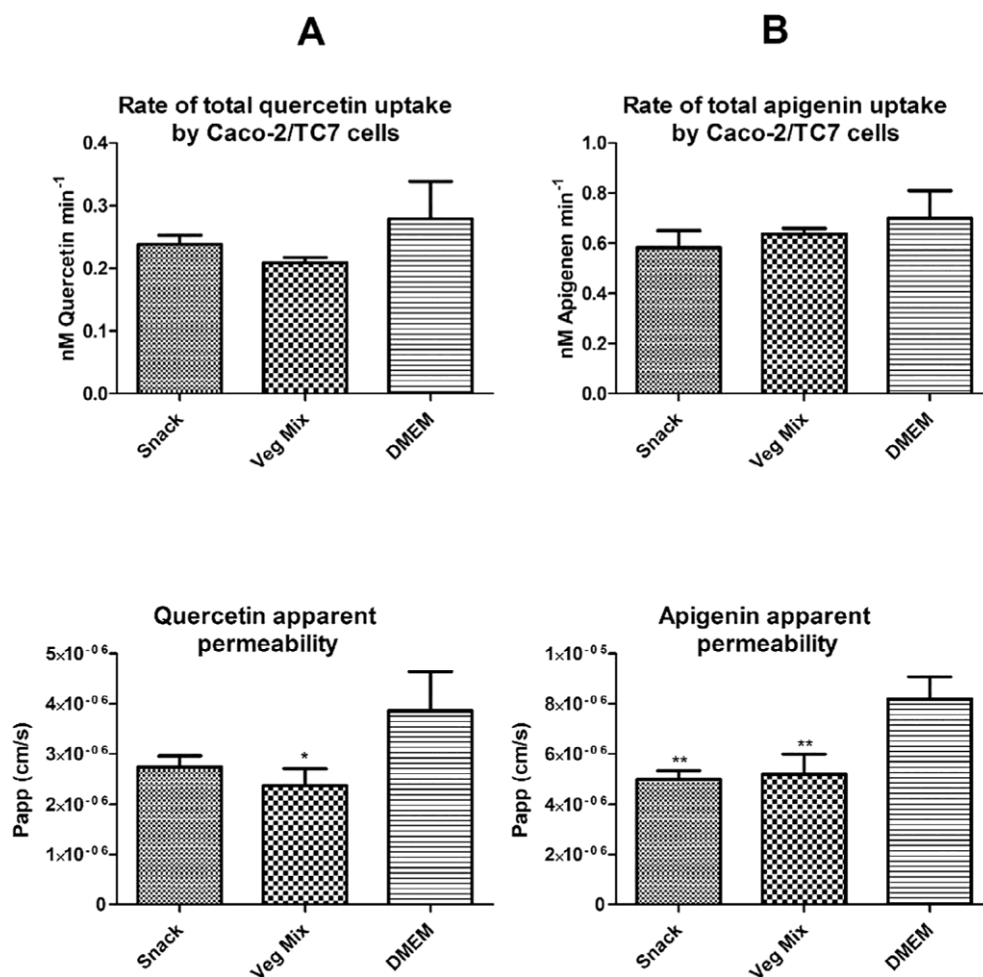 A
B
Rate of total quercetin uptake
by Caco-2/TC7 cells
nM Quercetin min⁻¹
0.4
0.3
0.2
0.1
0.0
Snack
Veg Mix
DMEM
Rate of total apigenin uptake
by Caco-2/TC7 cells
nM Apigenen min⁻¹
1.0
0.8
0.6
0.4
0.2
0.0
Snack
Veg Mix
DMEM
Quercetin apparent
permeability
Papp (cm/s)
5×10⁻⁰⁶
4×10⁻⁰⁶
3×10⁻⁰⁶
2×10⁻⁰⁶
1×10⁻⁰⁶
0
*
Snack
Veg Mix
DMEM
Apigenin apparent
permeability
Papp (cm/s)
1×10⁻⁰⁵
8×10⁻⁰⁶
6×10⁻⁰⁶
4×10⁻⁰⁶
2×10⁻⁰⁶
0
**
**
Snack
Veg Mix
DMEM